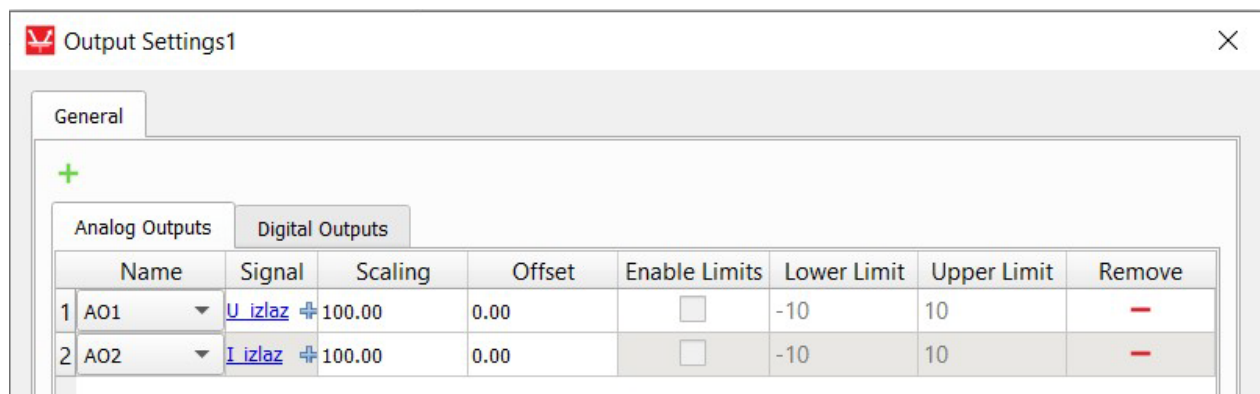 Output Settings1
General
Analog Outputs Digital Outputs
Name Signal Scaling Offset Enable Limits Lower Limit Upper Limit Remove
1 AO1 U_izlaz 100.00 0.00 -10 10
2 AO2 I_izlaz 100.00 0.00 -10 10